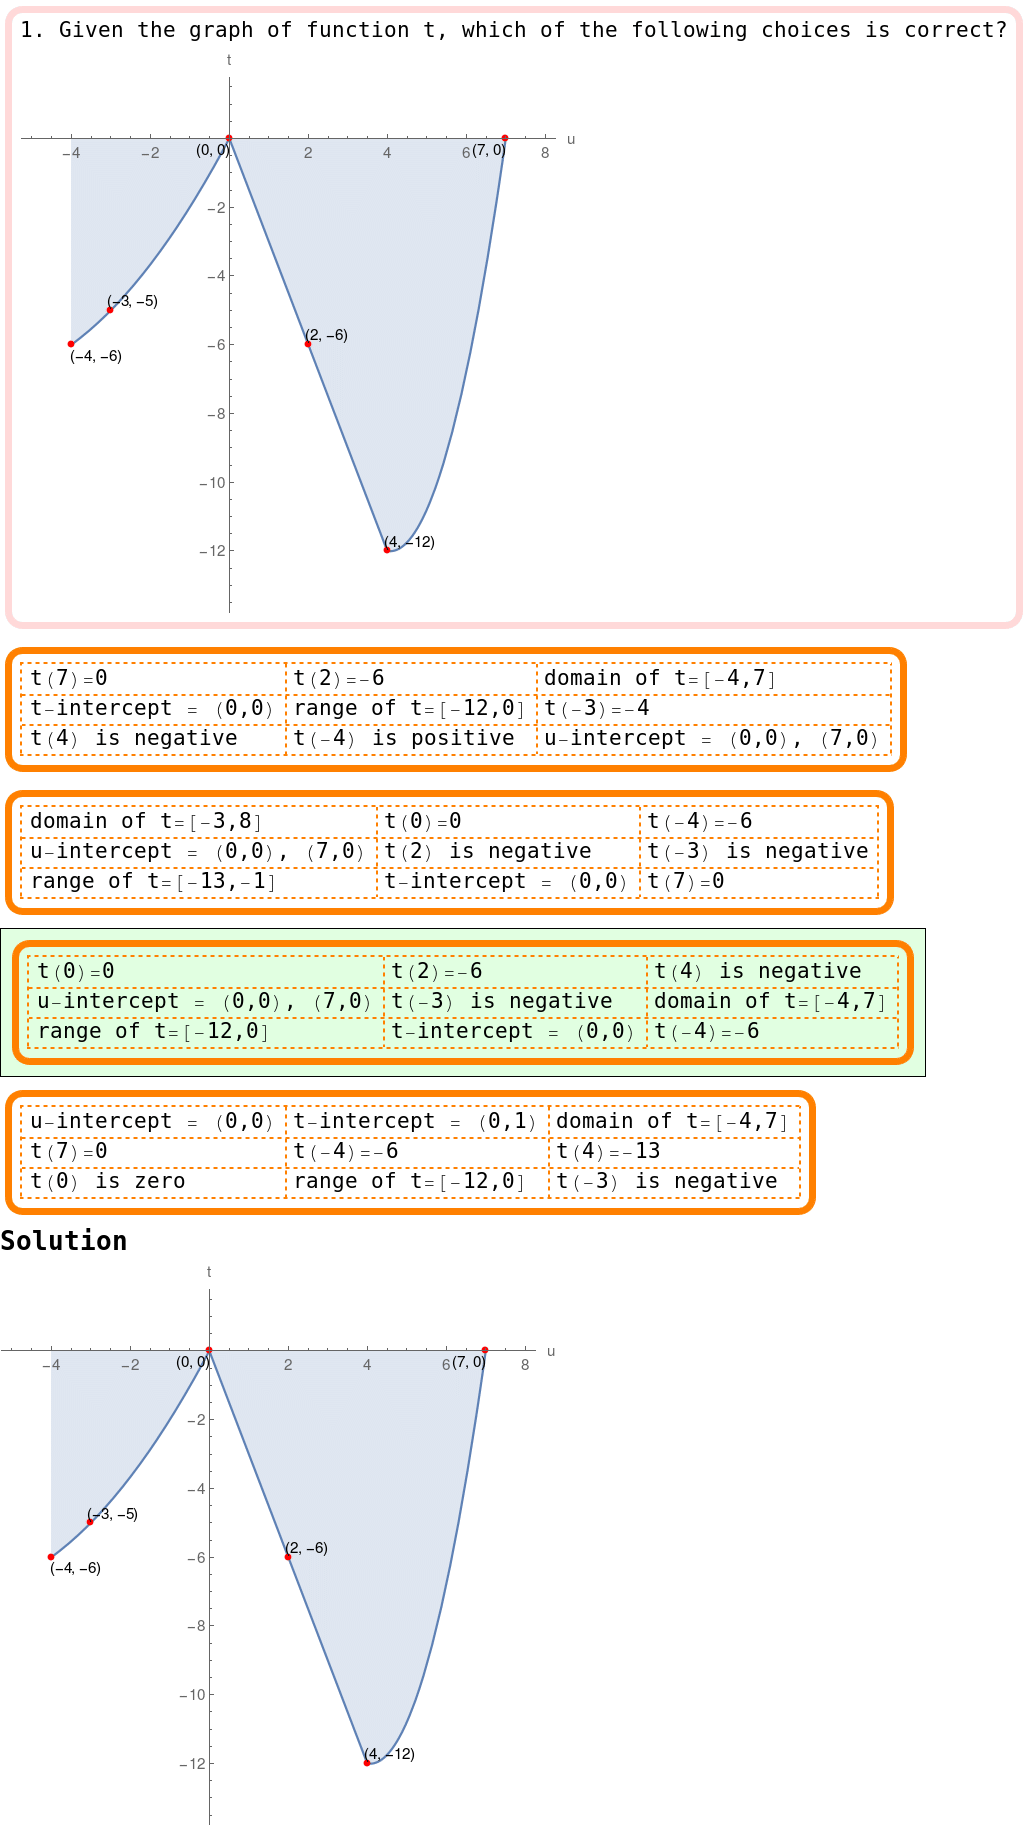 1. Given the graph of function t, which of the following choices is correct?
t
u
−4 −2 2 4 6 8
(0, 0) (7, 0)
−2
−4
(−3, −5)
(2, −6)
−6
(−4, −6)
−8
−10
(4, −12)
−12
t(7)=0 t(2)=-6 domain of t=[-4,7]
t-intercept = (0,0) range of t=[-12,0] t(-3)=-4
t(4) is negative t(-4) is positive u-intercept = (0,0), (7,0)
domain of t=[-3,8] t(0)=0 t(-4)=-6
u-intercept = (0,0), (7,0) t(2) is negative t(-3) is negative
range of t=[-13,-1] t-intercept = (0,0) t(7)=0
t(0)=0 t(2)=-6 t(4) is negative
u-intercept = (0,0), (7,0) t(-3) is negative domain of t=[-4,7]
range of t=[-12,0] t-intercept = (0,0) t(-4)=-6
u-intercept = (0,0) t-intercept = (0,1) domain of t=[-4,7]
t(7)=0 t(-4)=-6 t(4)=-13
t(0) is zero range of t=[-12,0] t(-3) is negative
Solution
t
u
−4 −2 2 4 6 8
(0, 0) (7, 0)
−2
−4
(−3, −5)
(2, −6)
−6
(−4, −6)
−8
−10
(4, −12)
−12